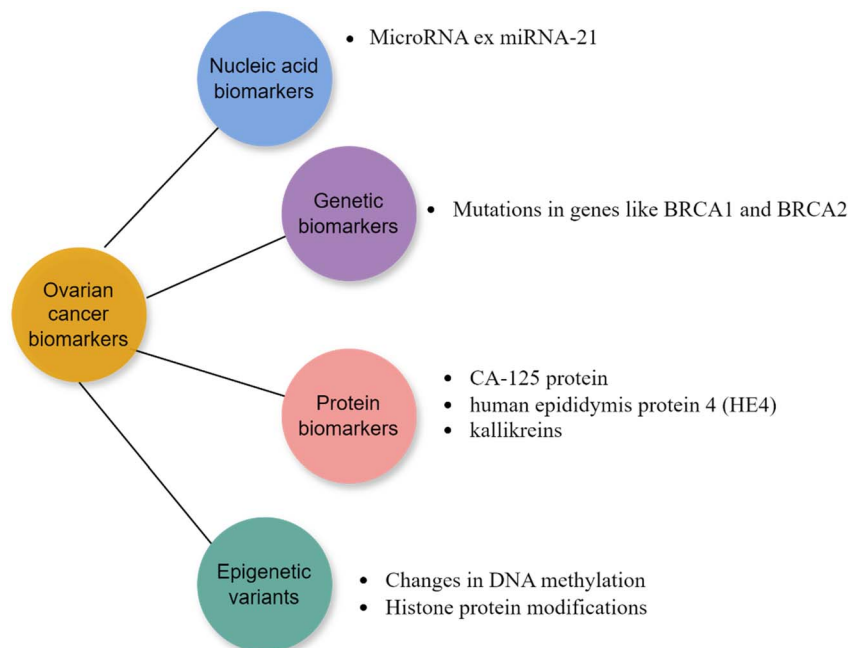 Nucleic acid
biomarkers
• MicroRNA ex miRNA-21
Genetic
biomarkers
• Mutations in genes like BRCA1 and BRCA2
Ovarian
cancer
biomarkers
Protein
biomarkers
• CA-125 protein
• human epididymis protein 4 (HE4)
• kallikreins
Epigenetic
variants
• Changes in DNA methylation
• Histone protein modifications